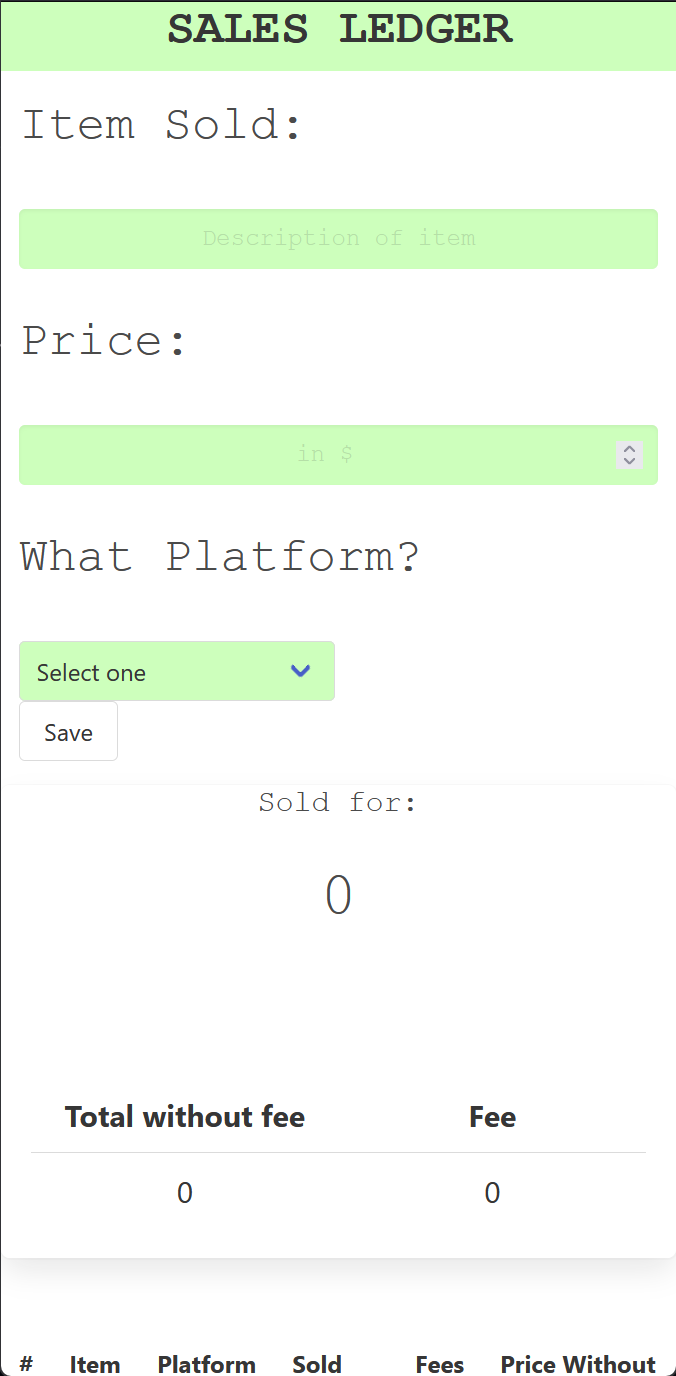 SALES LEDGER
Item Sold:
Description of item
Price:
in $
What Platform?
Select one
Save
Sold for:
0
Total without fee Fee
0 0
# Item Platform Sold Fees Price Without